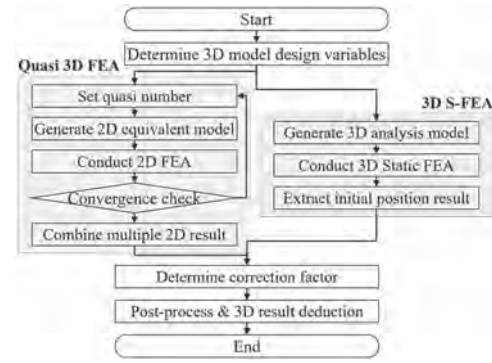 Start
Determine 3D model design variables
Quasi 3D FEA
Set quasi number
Generate 2D equivalent model
Conduct 2D FEA
Convergence check
Combine multiple 2D result
3D S-FEA
Generate 3D analysis model
Conduct 3D Static FEA
Extract initial position result
Determine correction factor
Post-process & 3D result deduction
End